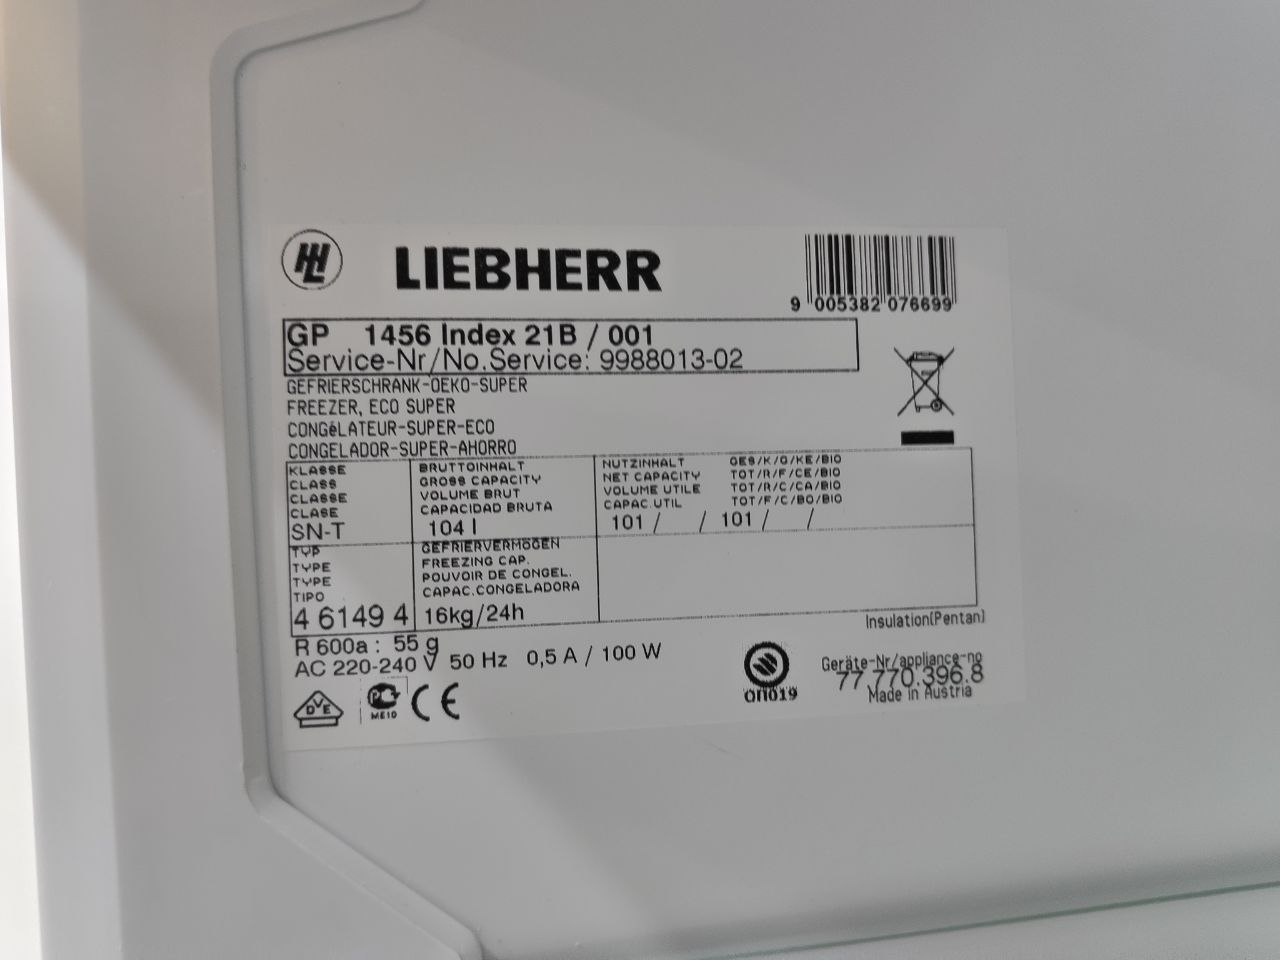 LIEBHERR
9 005382 076699
GP 1456 Index 21B / 001
Service-Nr/No.Service: 9988013-02
GEFRIERSCHRANK-OEKO-SUPER
FREEZER, ECO SUPER
CONGéLATEUR-SUPER-ECO
CONGELADOR-SUPER-AHORRO
KLASSE
CLASS
CLASSE
CLASE
SN-T
BRUTTOINHALT
GROSS CAPACITY
VOLUME BRUT
CAPACIDAD BRUTA
104 l
NUTZINHALT GES/K/G/KE/BIO
NET CAPACITY TOT/R/F/CE/BIO
VOLUME UTILE TOT/R/C/CA/BIO
CAPAC.UTIL TOT/F/C/BO/BIO
101 / / 101 / /
TYP
TYPE
TYPE
TIPO
4 6149 4
GEFRIERVERMÖGEN
FREEZING CAP.
POUVOIR DE CONGEL.
CAPAC.CONGELADORA
16kg/24h
Insulation(Pentan)
R 600a : 55 g
AC 220-240 V 50 Hz 0,5 A / 100 W
Geräte-Nr/appliance-no
77.770.396.8
Made in Austria
DVE
PC
ME10
CE
ОП019